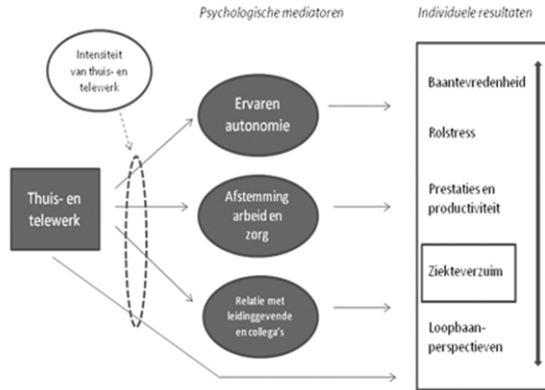 Psychologische mediatoren
Individuele resultaten
Intensiteit
van thuis- en
telewerk
Ervaren
autonomie
Thuis- en
telewerk
Afstemming
arbeid en
zorg
Relatie met
leidinggevende
en collega's
Baantevredenheid
Rolstress
Prestaties en
productiviteit
Ziekteverzuim
Loopbaan-
perspectieven